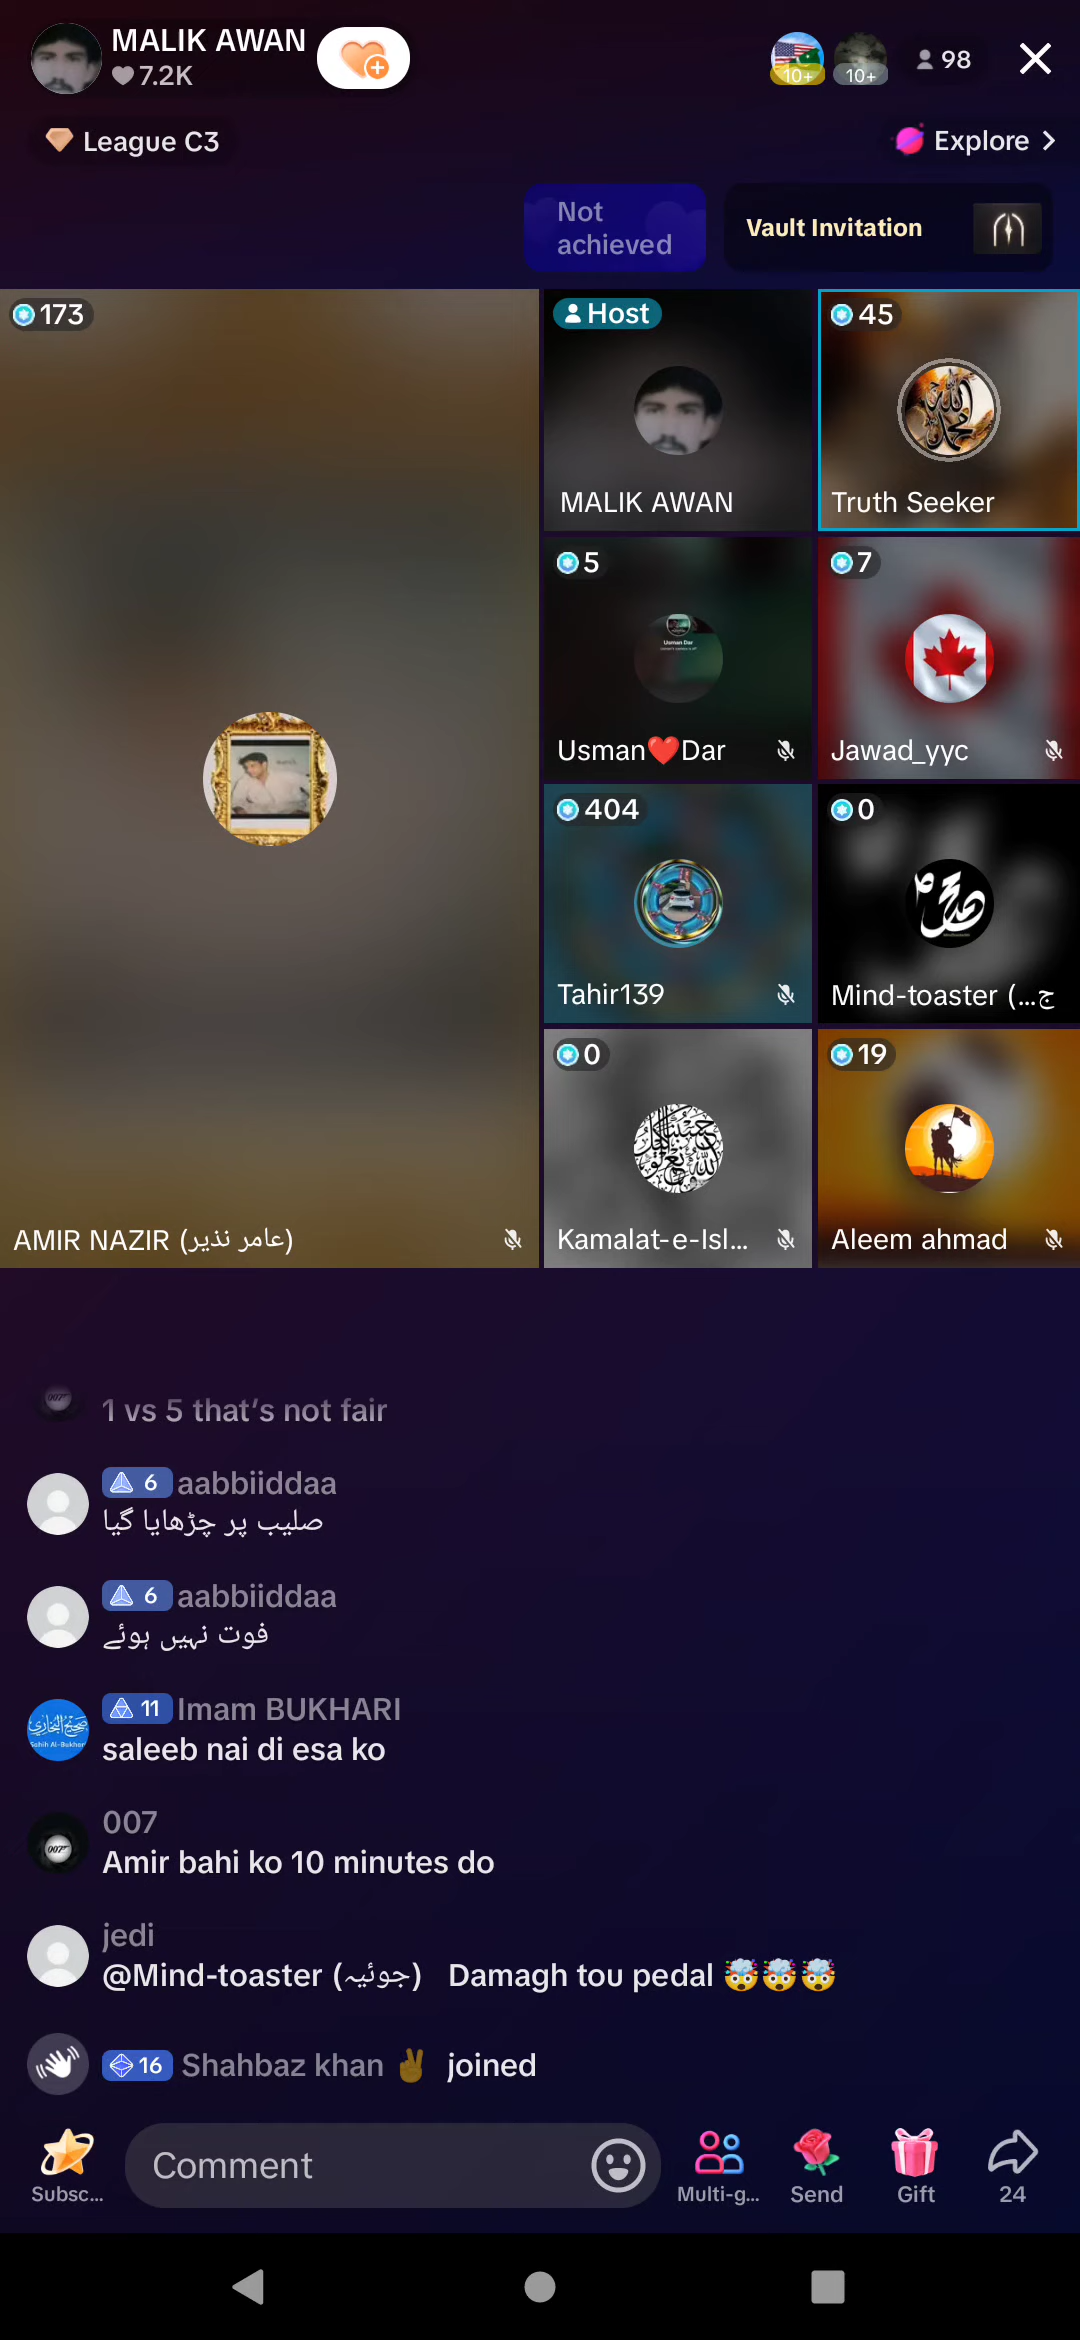 MALIK AWAN
7.2K
10+
10+
98
League C3
Explore
Not
achieved
Vault Invitation
173
Host
45
MALIK AWAN
Truth Seeker
5
7
Usman Dar
Usman❤️Dar
Jawad_yyc
404
0
Tahir139
Mind-toaster (...ج
0
19
AMIR NAZIR (عامر نذیر)
Kamalat-e-Isl...
Aleem ahmad
007
1 vs 5 that's not fair
6 aabbiiddaa
صلیب پر چڑھایا گیا
6 aabbiiddaa
فوت نہیں ہوئے
11 Imam BUKHARI
saleeb nai di esa ko
007
Amir bahi ko 10 minutes do
jedi
@Mind-toaster (جوئیہ) Damagh tou pedal 🤯🤯🤯
16 Shahbaz khan ✌ joined
Comment
Subsc...
Multi-g...
Send
Gift
24